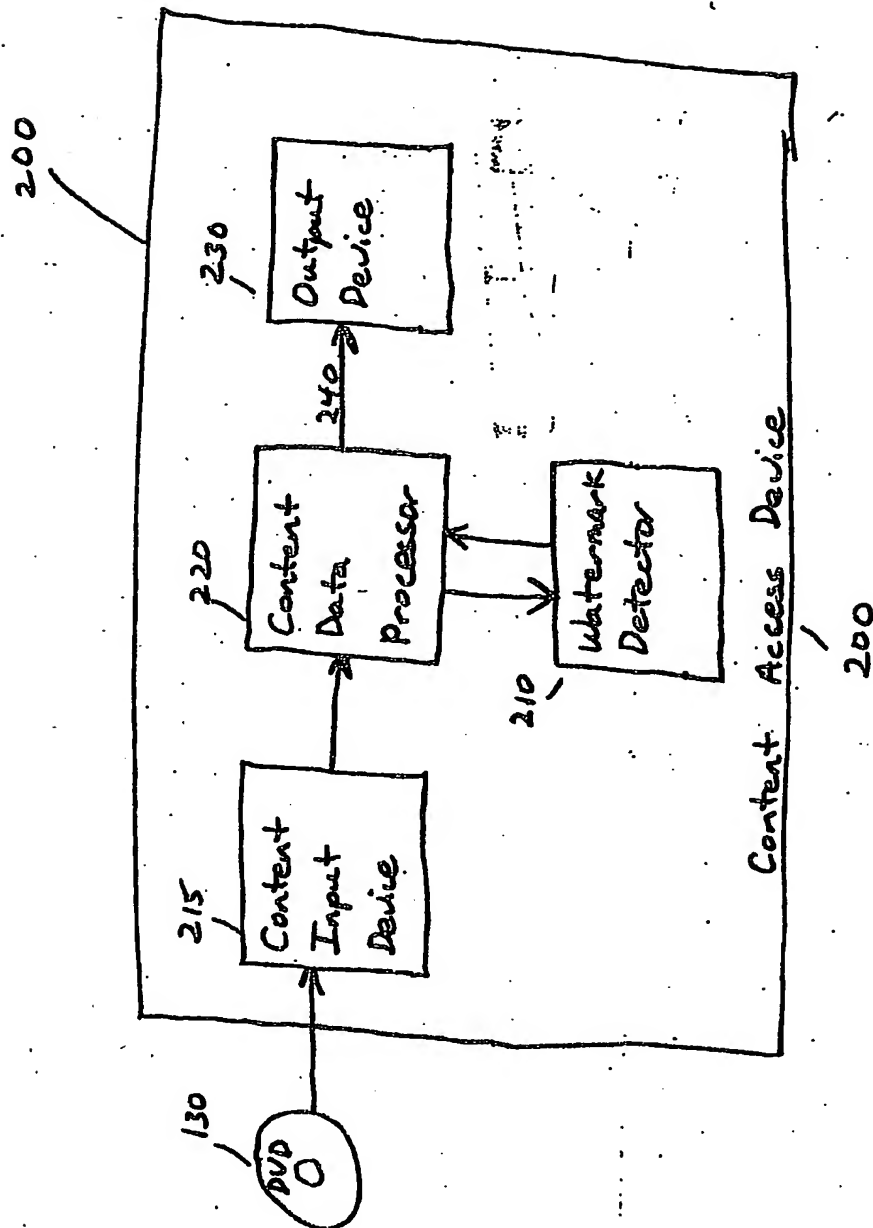 200
130
DVD
215
Content
Input
Device
220
Content
Data
Processor
240
230
Output
Device
210
Watermark
Detector
Content Access Device
200